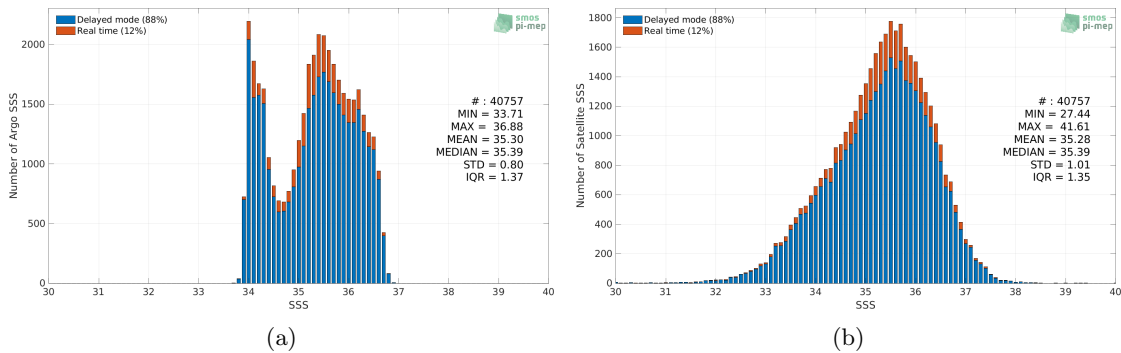 Delayed mode (88%)
Real time (12%)
smos
pi-mep
2000
1500
1000
500
0
Number of Argo SSS
# : 40757
MIN = 33.71
MAX = 36.88
MEAN = 35.30
MEDIAN = 35.39
STD = 0.80
IQR = 1.37
30 31 32 33 34 35 36 37 38 39 40
SSS
(a)
Delayed mode (88%)
Real time (12%)
smos
pi-mep
1800
1600
1400
1200
1000
800
600
400
200
0
Number of Satellite SSS
# : 40757
MIN = 27.44
MAX = 41.61
MEAN = 35.28
MEDIAN = 35.39
STD = 1.01
IQR = 1.35
30 31 32 33 34 35 36 37 38 39 40
SSS
(b)